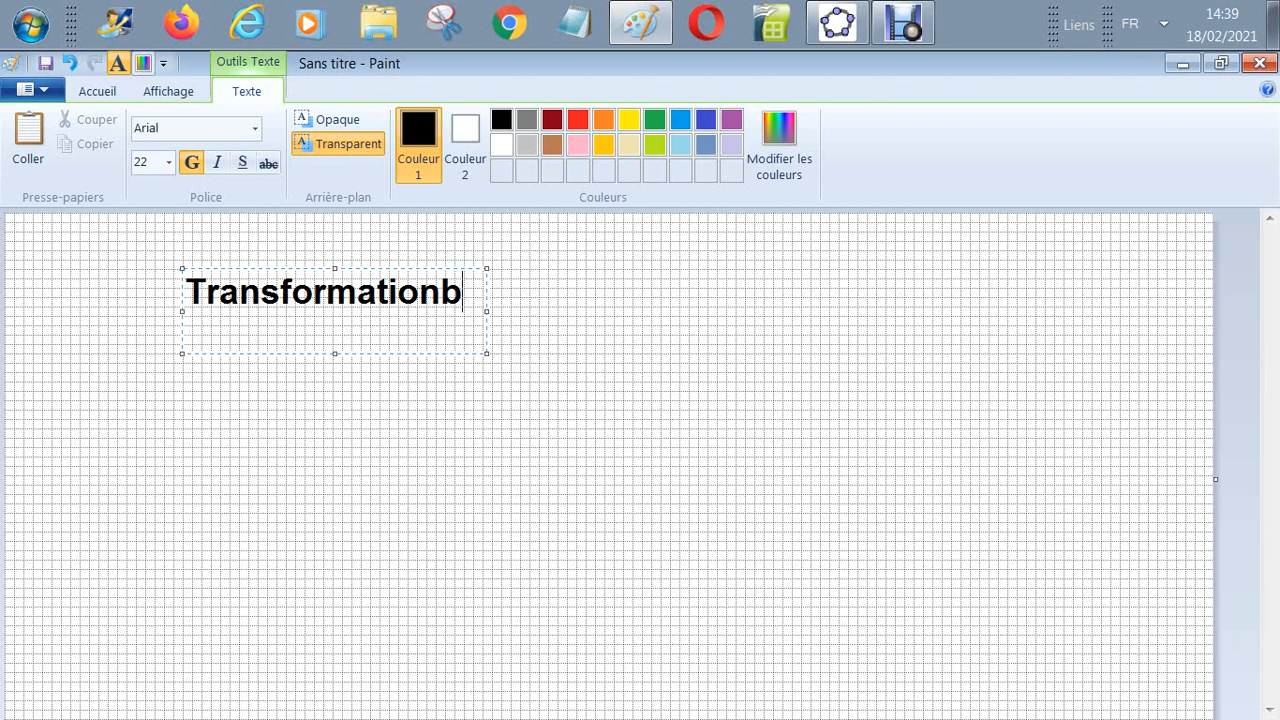 Liens
FR
14:39
18/02/2021
Outils Texte
Sans titre - Paint
Accueil
Affichage
Texte
Coller
Couper
Copier
Presse-papiers
Arial
22
G I S abc
Police
Opaque
Transparent
Arrière-plan
Couleur 1
Couleur 2
Modifier les couleurs
Couleurs
Transformationb